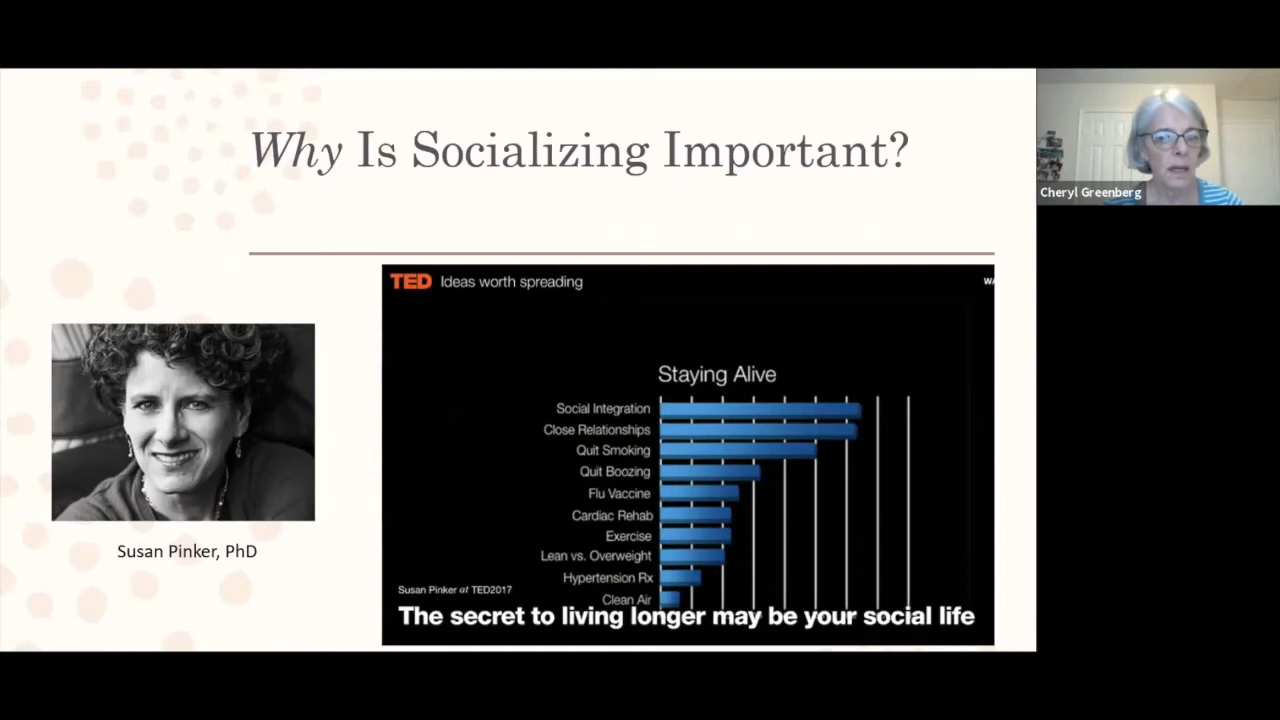 Why Is Socializing Important?
Cheryl Greenberg
TED Ideas worth spreading
Staying Alive
Social Integration
Close Relationships
Quit Smoking
Quit Boozing
Flu Vaccine
Cardiac Rehab
Exercise
Lean vs. Overweight
Hypertension Rx
Clean Air
Susan Pinker at TED2017
The secret to living longer may be your social life
Susan Pinker, PhD